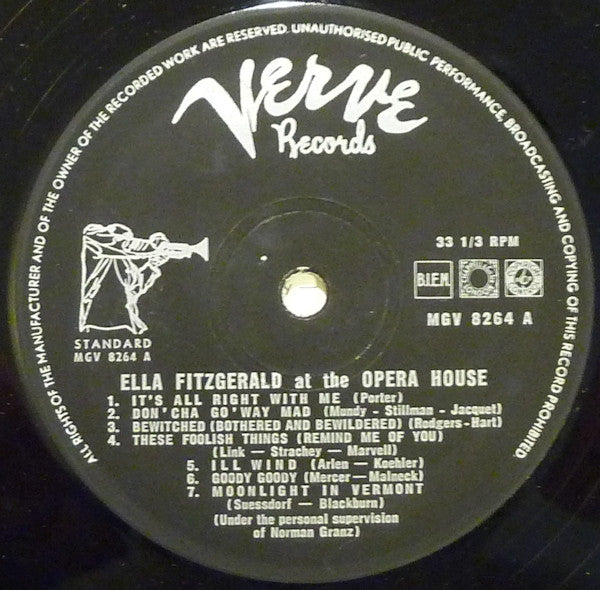 ALL RIGHTS OF THE MANUFACTURER AND OF THE OWNER OF THE RECORDED WORK ARE RESERVED. UNAUTHORISED PUBLIC PERFORMANCE, BROADCASTING AND COPYING OF THIS RECORD PROHIBITED
Verve
Records
33 1/3 RPM
B.I.E.M.
MGV 8264 A
STANDARD
MGV 8264 A
ELLA FITZGERALD at the OPERA HOUSE
1. IT'S ALL RIGHT WITH ME (Porter)
2. DON'CHA GO'WAY MAD (Mundy - Stillman - Jacquet)
3. BEWITCHED (BOTHERED AND BEWILDERED) (Rodgers-Hart)
4. THESE FOOLISH THINGS (REMIND ME OF YOU)
(Link — Strachey — Marvell)
5. ILL WIND (Arlen — Koehler)
6. GOODY GOODY (Mercer — Malneck)
7. MOONLIGHT IN VERMONT
(Suessdorf — Blackburn)
(Under the personal supervision
of Norman Granz)